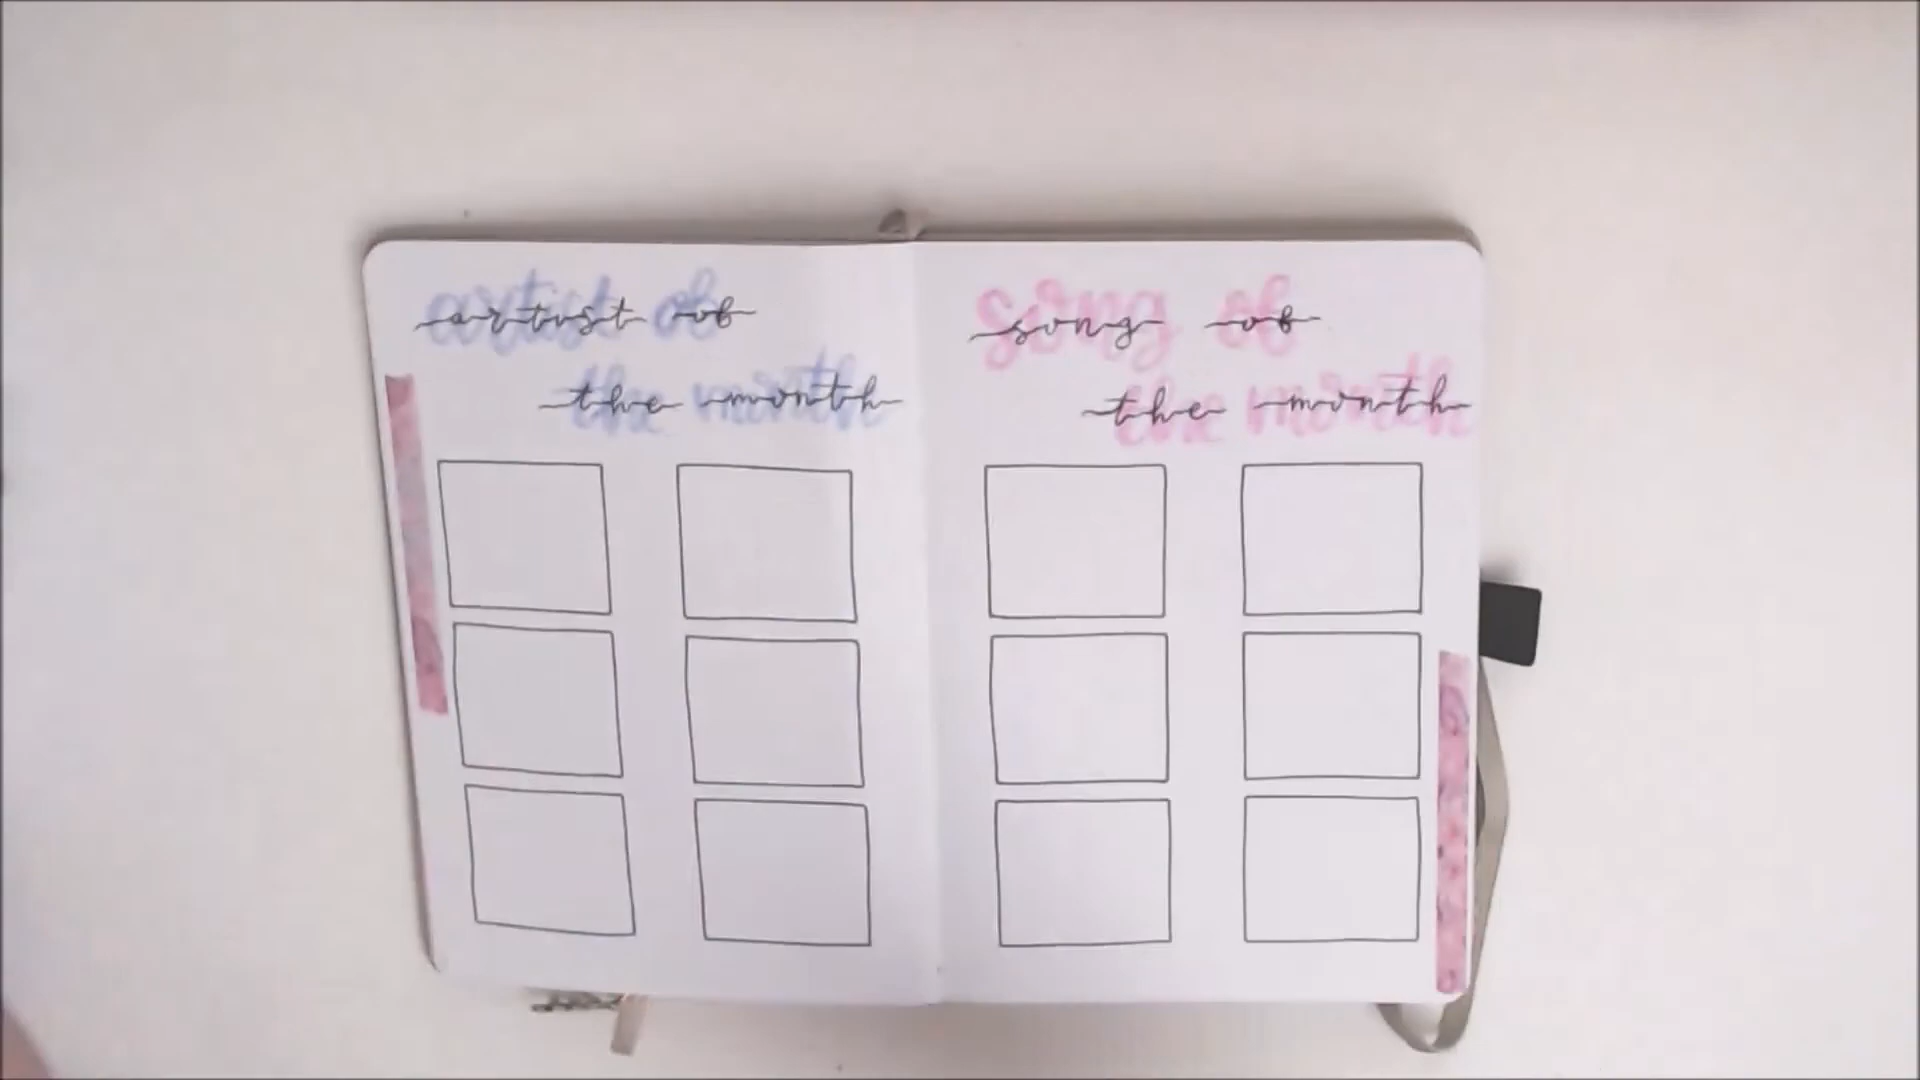 artist of
the month
song of
the month